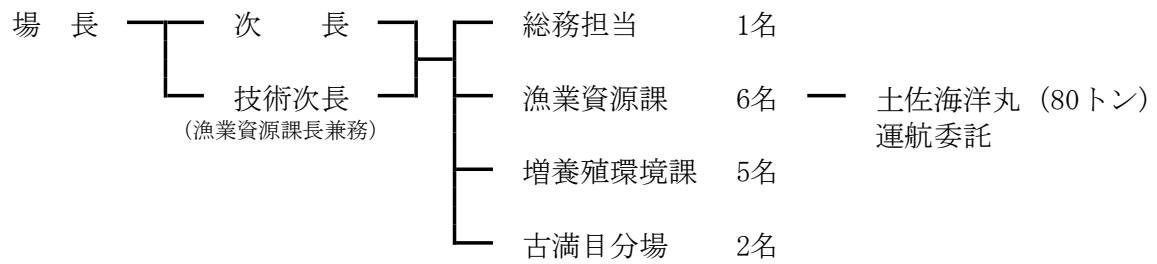 場　長　次　長　総務担当　1名
技術次長　漁業資源課　6名　土佐海洋丸（80トン）
（漁業資源課長兼務）　運航委託
増養殖環境課　5名
古満目分場　2名